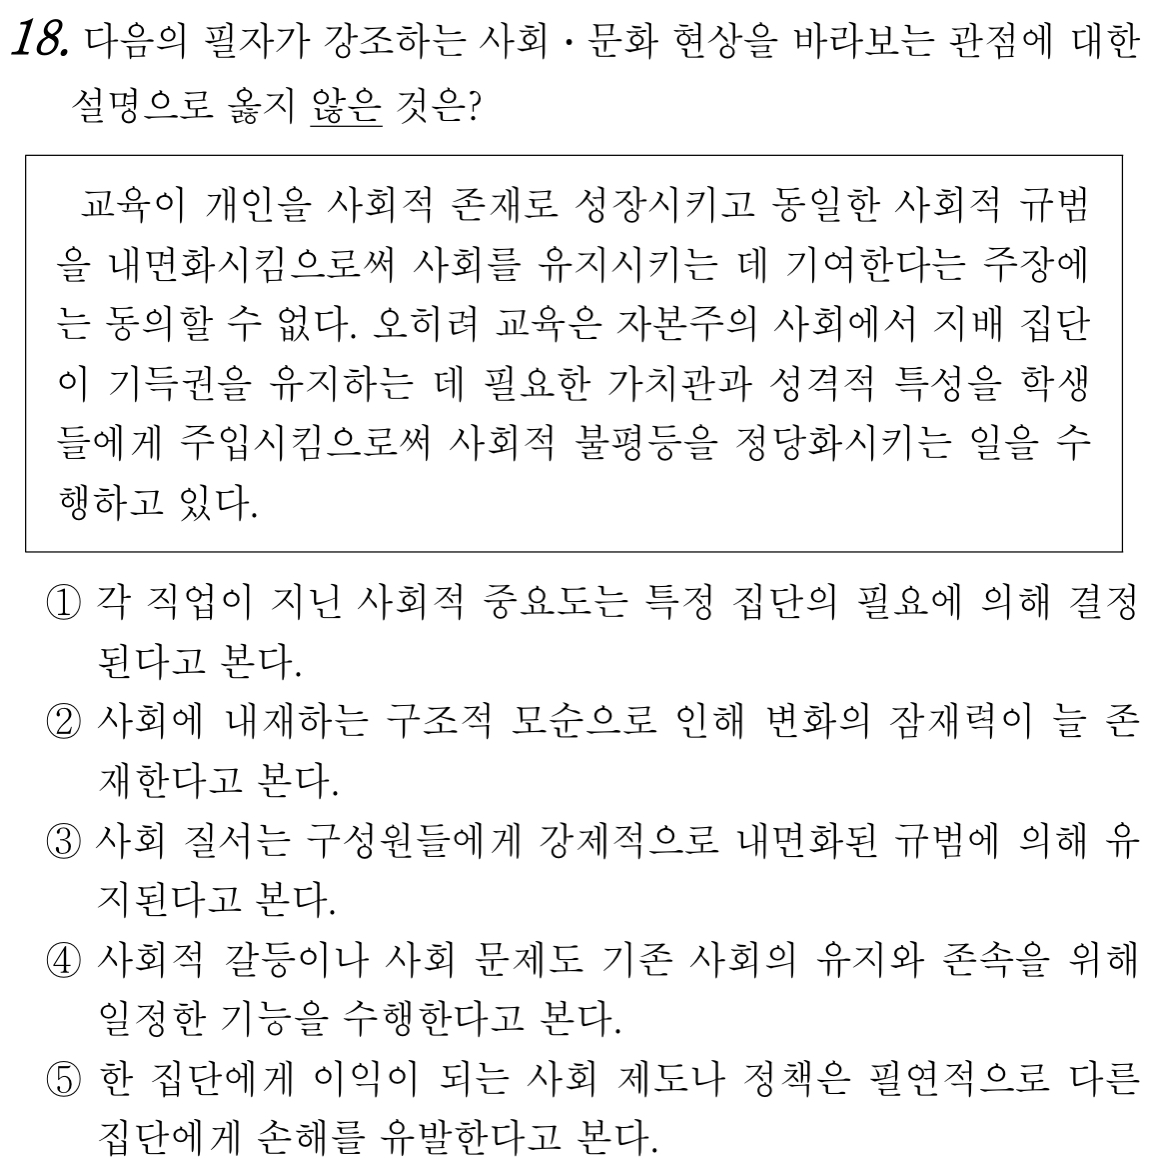 18. 다음의 필자가 강조하는 사회·문화 현상을 바라보는 관점에 대한
설명으로 옳지 않은 것은?
교육이 개인을 사회적 존재로 성장시키고 동일한 사회적 규범
을 내면화시킴으로써 사회를 유지시키는 데 기여한다는 주장에
는 동의할 수 없다. 오히려 교육은 자본주의 사회에서 지배 집단
이 기득권을 유지하는 데 필요한 가치관과 성격적 특성을 학생
들에게 주입시킴으로써 사회적 불평등을 정당화시키는 일을 수
행하고 있다.
① 각 직업이 지닌 사회적 중요도는 특정 집단의 필요에 의해 결정
된다고 본다.
② 사회에 내재하는 구조적 모순으로 인해 변화의 잠재력이 늘 존
재한다고 본다.
③ 사회 질서는 구성원들에게 강제적으로 내면화된 규범에 의해 유
지된다고 본다.
④ 사회적 갈등이나 사회 문제도 기존 사회의 유지와 존속을 위해
일정한 기능을 수행한다고 본다.
⑤ 한 집단에게 이익이 되는 사회 제도나 정책은 필연적으로 다른
집단에게 손해를 유발한다고 본다.